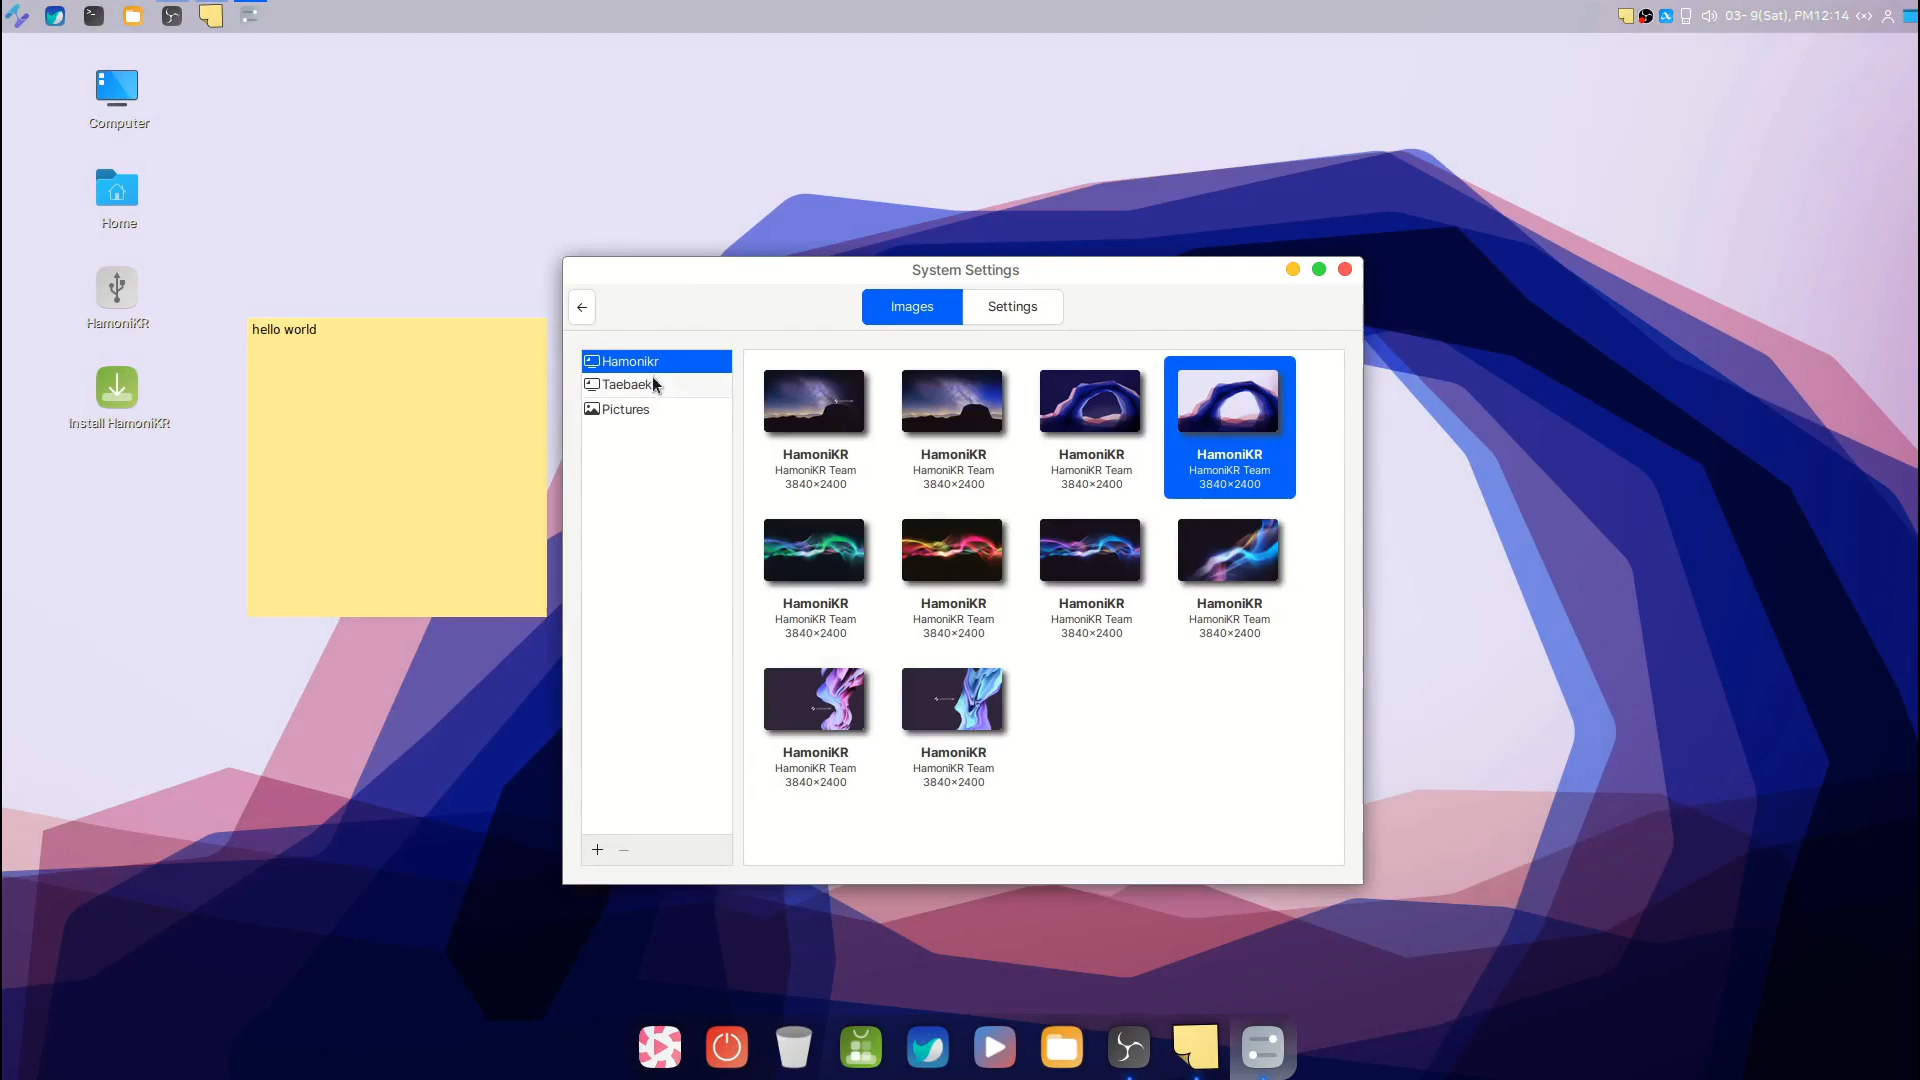 03- 9(Sat), PM12:14
Computer
Home
HamoniKR
Install HamoniKR
hello world
System Settings
Images
Settings
Hamonikr
Taebaek
Pictures
HamoniKR
HamoniKR Team
3840×2400
HamoniKR
HamoniKR Team
3840×2400
HamoniKR
HamoniKR Team
3840×2400
HamoniKR
HamoniKR Team
3840×2400
HamoniKR
HamoniKR Team
3840×2400
HamoniKR
HamoniKR Team
3840×2400
HamoniKR
HamoniKR Team
3840×2400
HamoniKR
HamoniKR Team
3840×2400
HamoniKR
HamoniKR Team
3840×2400
HamoniKR
HamoniKR Team
3840×2400